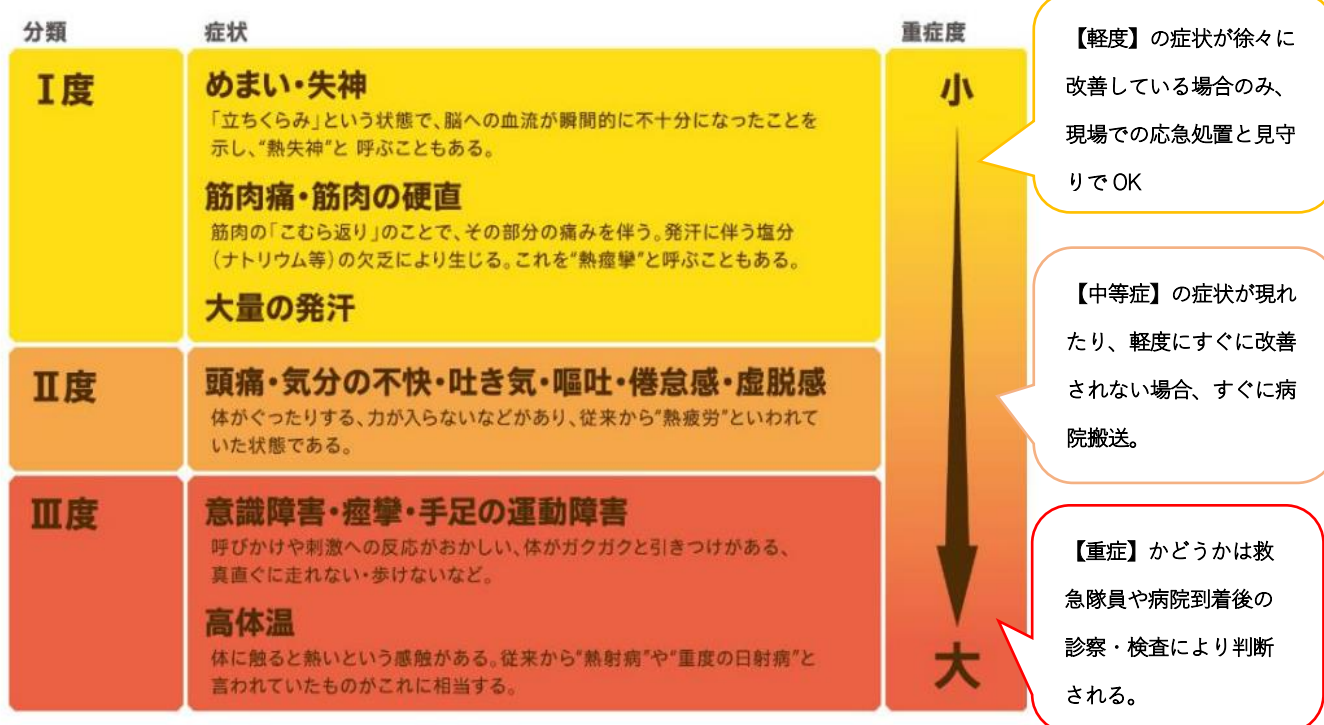 分類
症状
重症度
Ⅰ度
めまい・失神
「立ちくらみ」という状態で、脳への血流が瞬間的に不十分になったことを
示し、“熱失神”と 呼ぶこともある。
筋肉痛・筋肉の硬直
筋肉の「こむら返り」のことで、その部分の痛みを伴う。発汗に伴う塩分
（ナトリウム等）の欠乏により生じる。これを“熱痙攣”と呼ぶこともある。
大量の発汗
Ⅱ度
頭痛・気分の不快・吐き気・嘔吐・倦怠感・虚脱感
体がぐったりする、力が入らないなどがあり、従来から“熱疲労”といわれて
いた状態である。
Ⅲ度
意識障害・痙攣・手足の運動障害
呼びかけや刺激への反応がおかしい、体がガクガクと引きつけがある、
真直ぐに走れない・歩けないなど。
高体温
体に触ると熱いという感触がある。従来から“熱射病”や“重度の日射病”と
言われていたものがこれに相当する。
小
大
【軽度】の症状が徐々に
改善している場合のみ、
現場での応急処置と見守
りで OK
【中等症】の症状が現れ
たり、軽度にすぐに改善
されない場合、すぐに病
院搬送。
【重症】かどうかは救
急隊員や病院到着後の
診察・検査により判断
される。